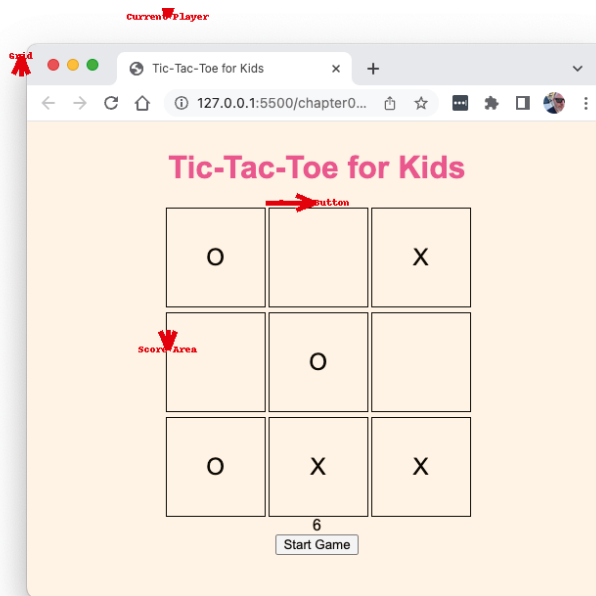 Current Player
Grid
Tic-Tac-Toe for Kids
127.0.0.1:5500/chapter0...
Tic-Tac-Toe for Kids
Button
O X
Score Area
O
O X X
6
Start Game